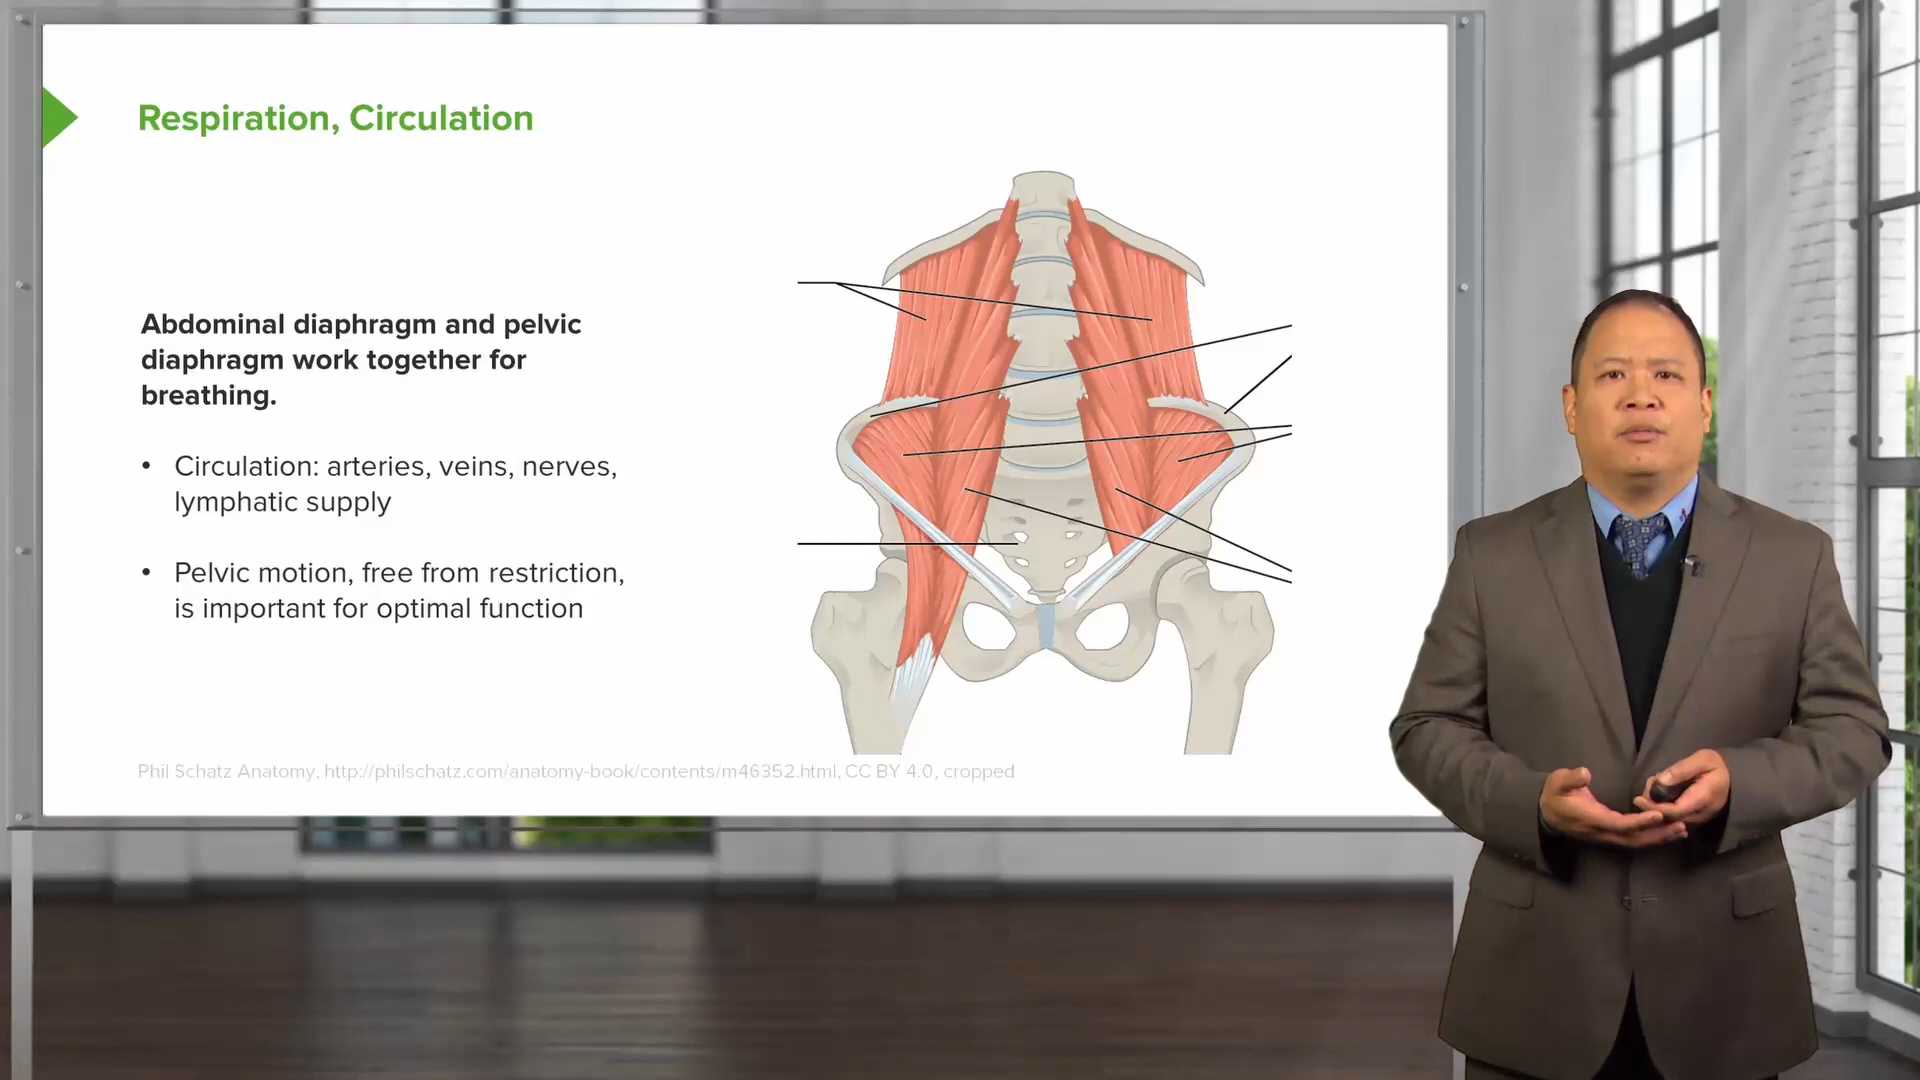 Respiration, Circulation
Abdominal diaphragm and pelvic
diaphragm work together for
breathing.
• Circulation: arteries, veins, nerves,
lymphatic supply
• Pelvic motion, free from restriction,
is important for optimal function
Phil Schatz Anatomy, http://philschatz.com/anatomy-book/contents/m46352.html, CC BY 4.0, cropped